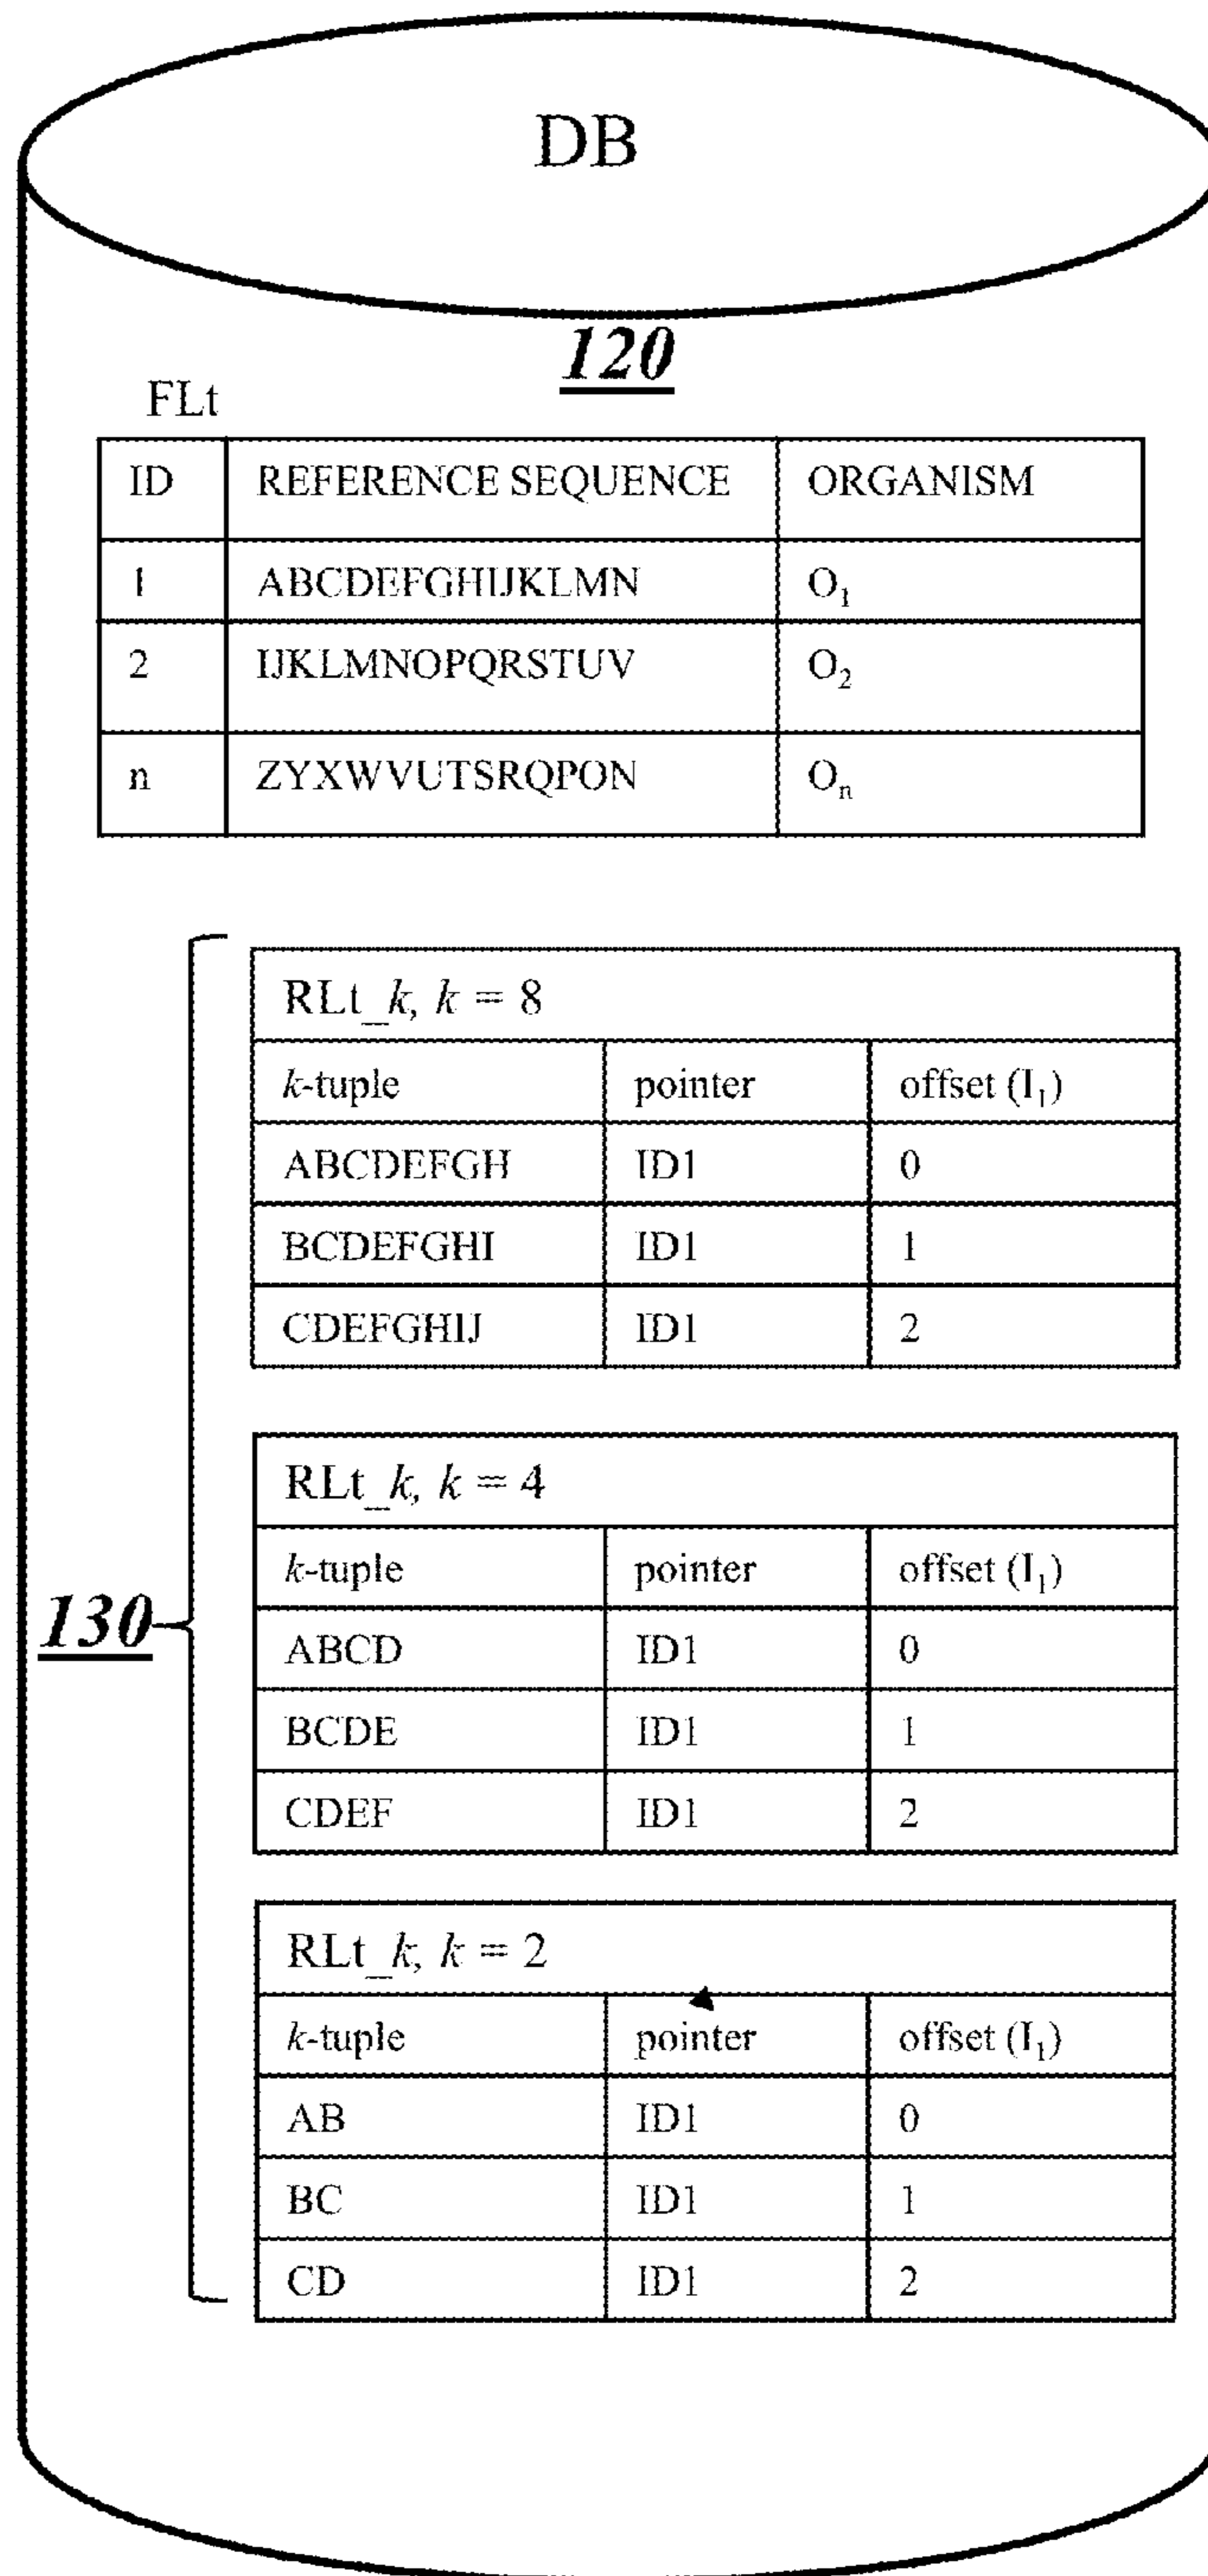 DB
120
FLt
ID REFERENCE SEQUENCE ORGANISM
1 ABCDEFGHIJKLMN O₁
2 IJKLMNOPQRSTUV O₂
n ZYXWVUTSRQPON Oₙ
RLt_k, k = 8
k-tuple pointer offset (I₁)
ABCDEFGH ID1 0
BCDEFGHI ID1 1
CDEFGHIJ ID1 2
130
RLt_k, k = 4
k-tuple pointer offset (I₁)
ABCD ID1 0
BCDE ID1 1
CDEF ID1 2
RLt_k, k = 2
k-tuple pointer offset (I₁)
AB ID1 0
BC ID1 1
CD ID1 2